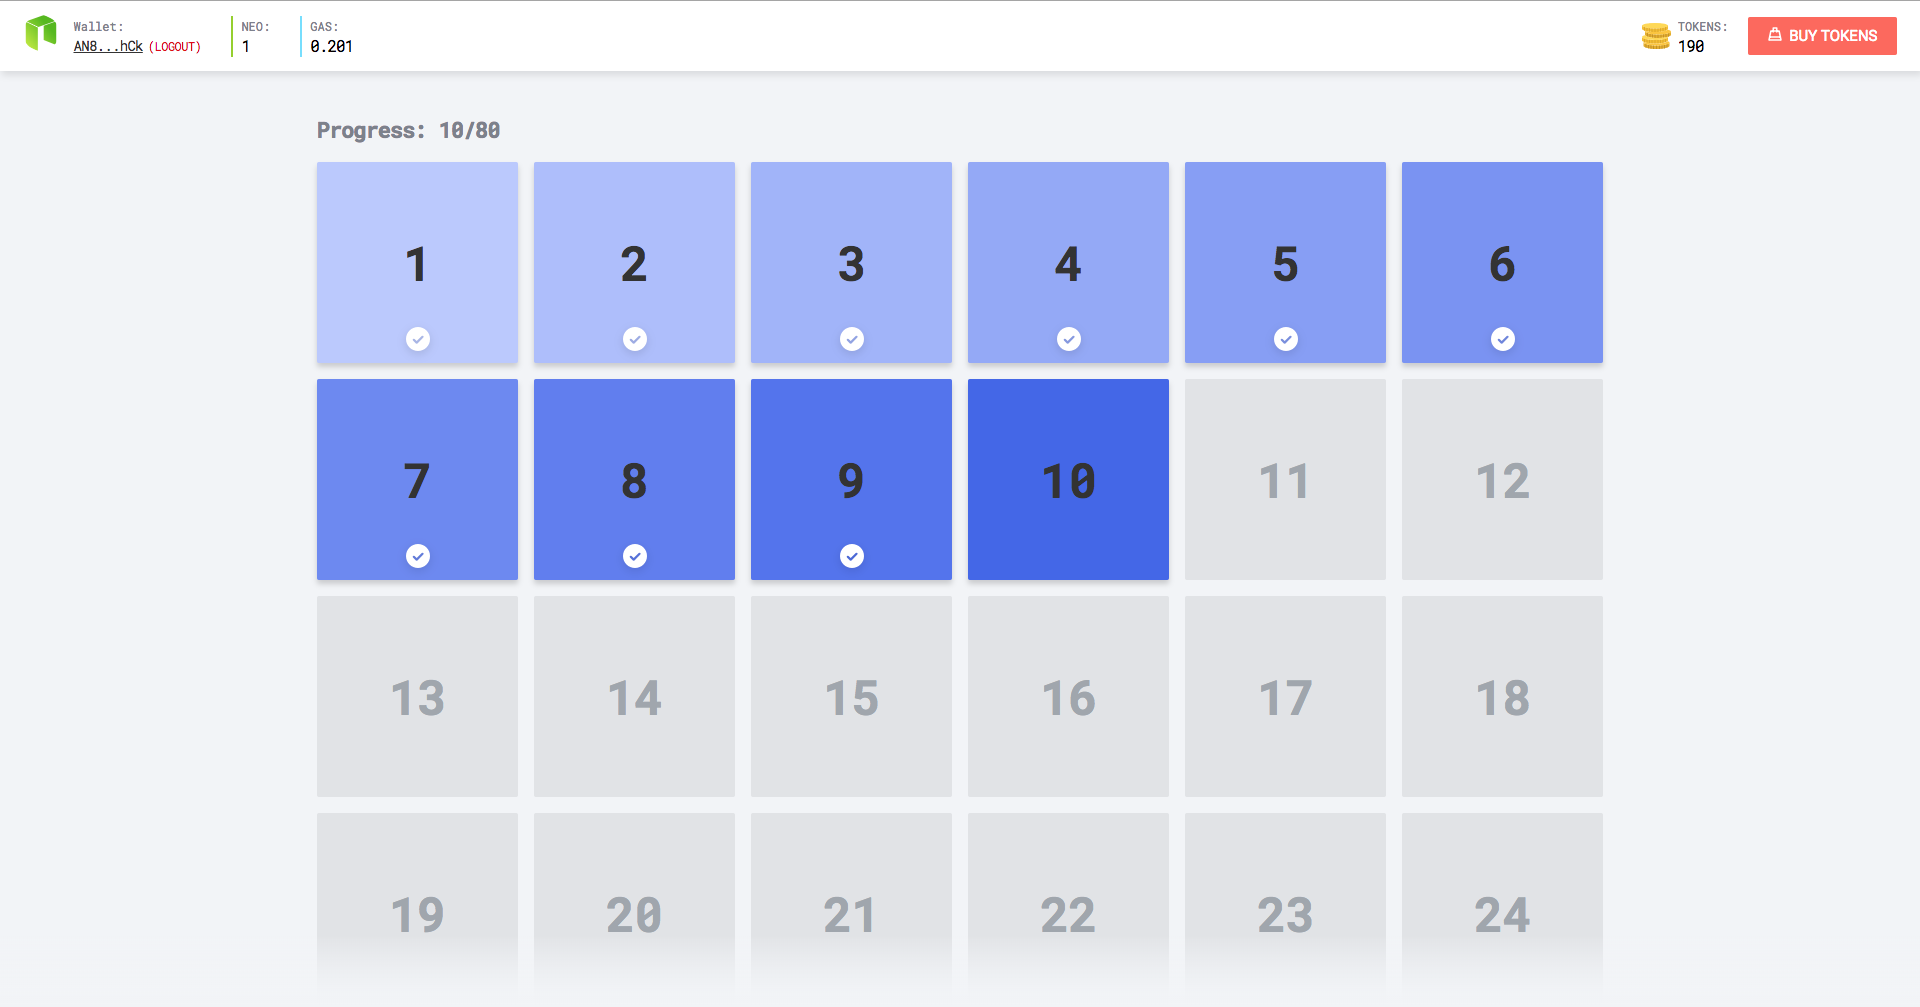 Wallet:
AN8...hCk (LOGOUT)
NEO:
1
GAS:
0.201
TOKENS:
190
BUY TOKENS
Progress: 10/80
1 2 3 4 5 6
7 8 9 10 11 12
13 14 15 16 17 18
19 20 21 22 23 24